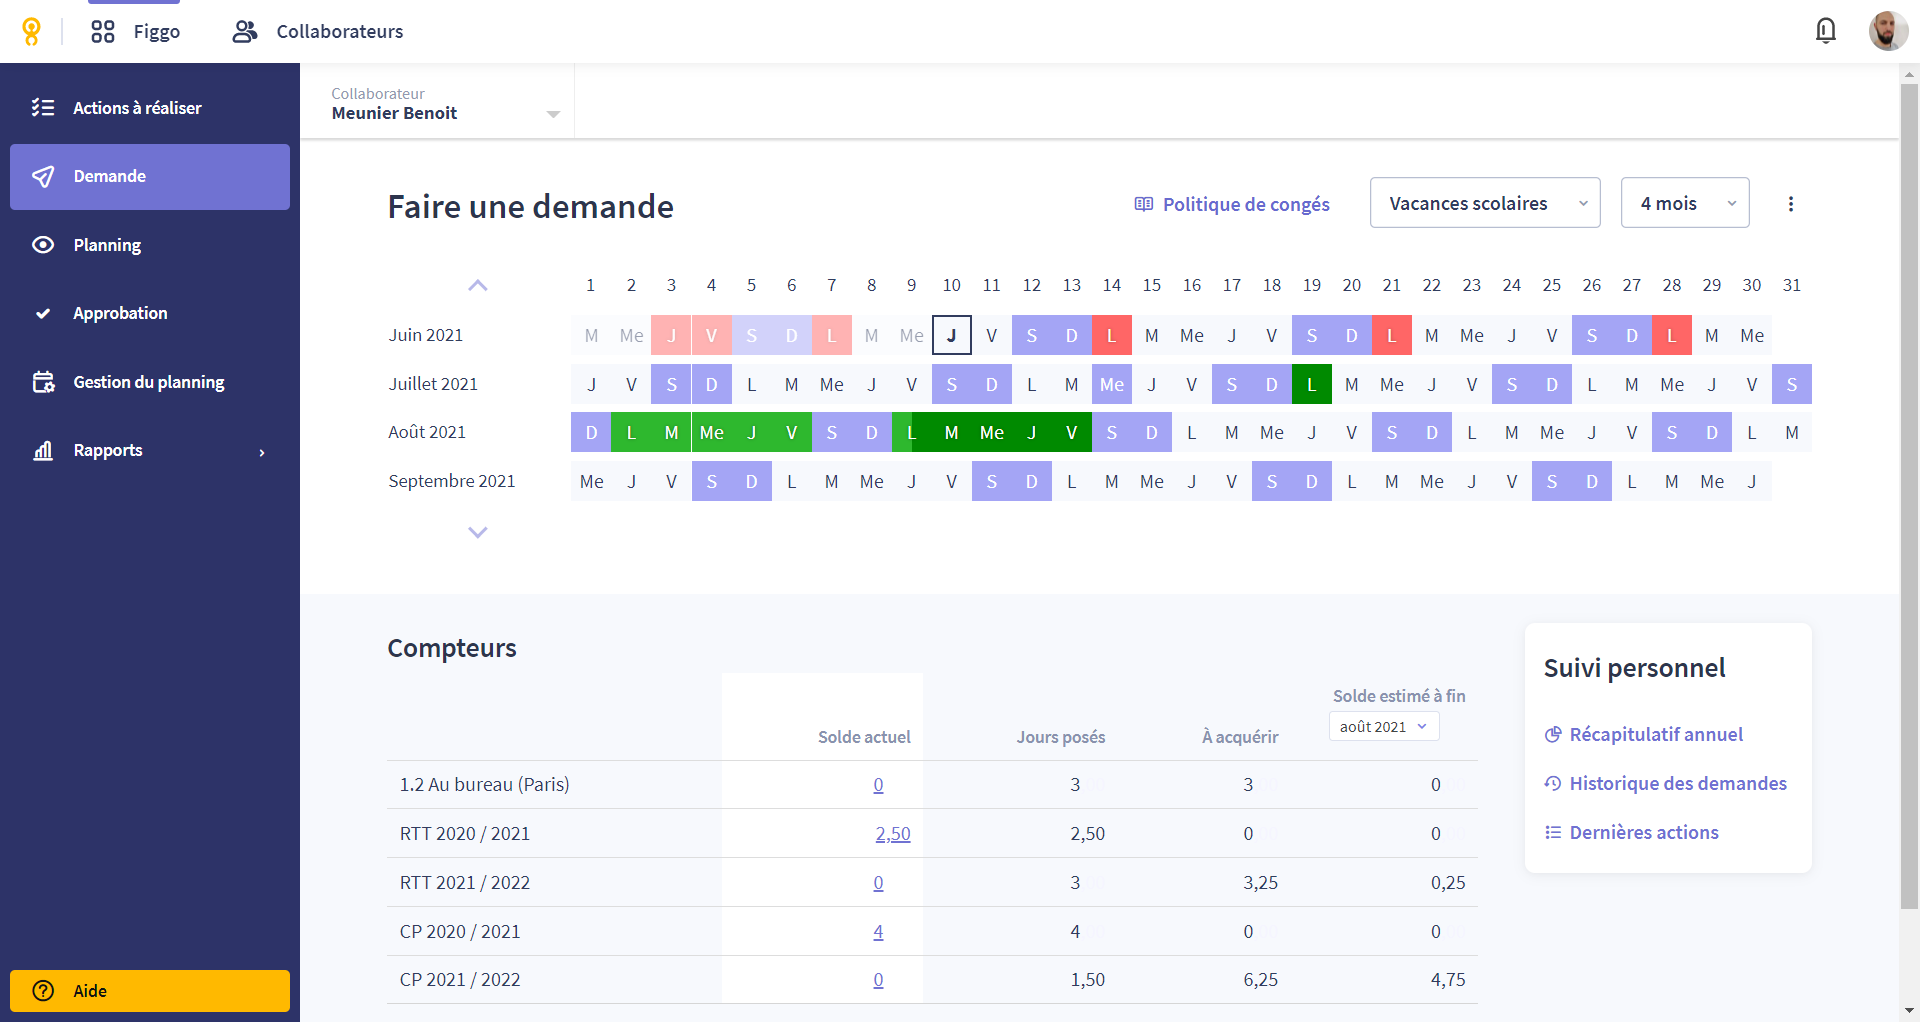 Figgo Collaborateurs
Actions à réaliser
Demande
Planning
Approbation
Gestion du planning
Rapports
Aide
Collaborateur
Meunier Benoit
Faire une demande
Politique de congés
Vacances scolaires
4 mois
1 2 3 4 5 6 7 8 9 10 11 12 13 14 15 16 17 18 19 20 21 22 23 24 25 26 27 28 29 30 31
Juin 2021 M Me J V S D L M Me J V S D L M Me J V S D L M Me J V S D L M Me
Juillet 2021 J V S D L M Me J V S D L M Me J V S D L M Me J V S D L M Me J V S
Août 2021 D L M Me J V S D L M Me J V S D L M Me J V S D L M Me J V S D L M
Septembre 2021 Me J V S D L M Me J V S D L M Me J V S D L M Me J V S D L M Me J
Compteurs
Solde actuel Jours posés À acquérir Solde estimé à fin
août 2021
1.2 Au bureau (Paris) 0 3 3 0
RTT 2020 / 2021 2,50 2,50 0 0
RTT 2021 / 2022 0 3 3,25 0,25
CP 2020 / 2021 4 4 0 0
CP 2021 / 2022 0 1,50 6,25 4,75
Suivi personnel
Récapitulatif annuel
Historique des demandes
Dernières actions